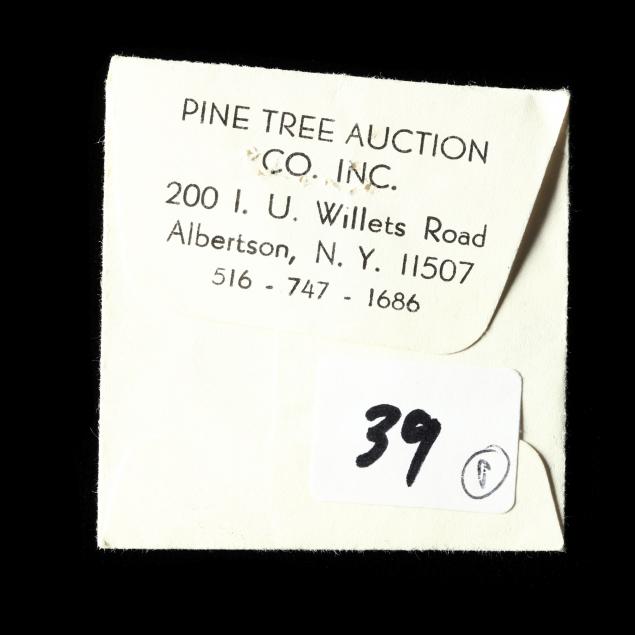 PINE TREE AUCTION
CO. INC.
200 I. U. Willets Road
Albertson, N. Y. 11507
516 - 747 - 1686
39